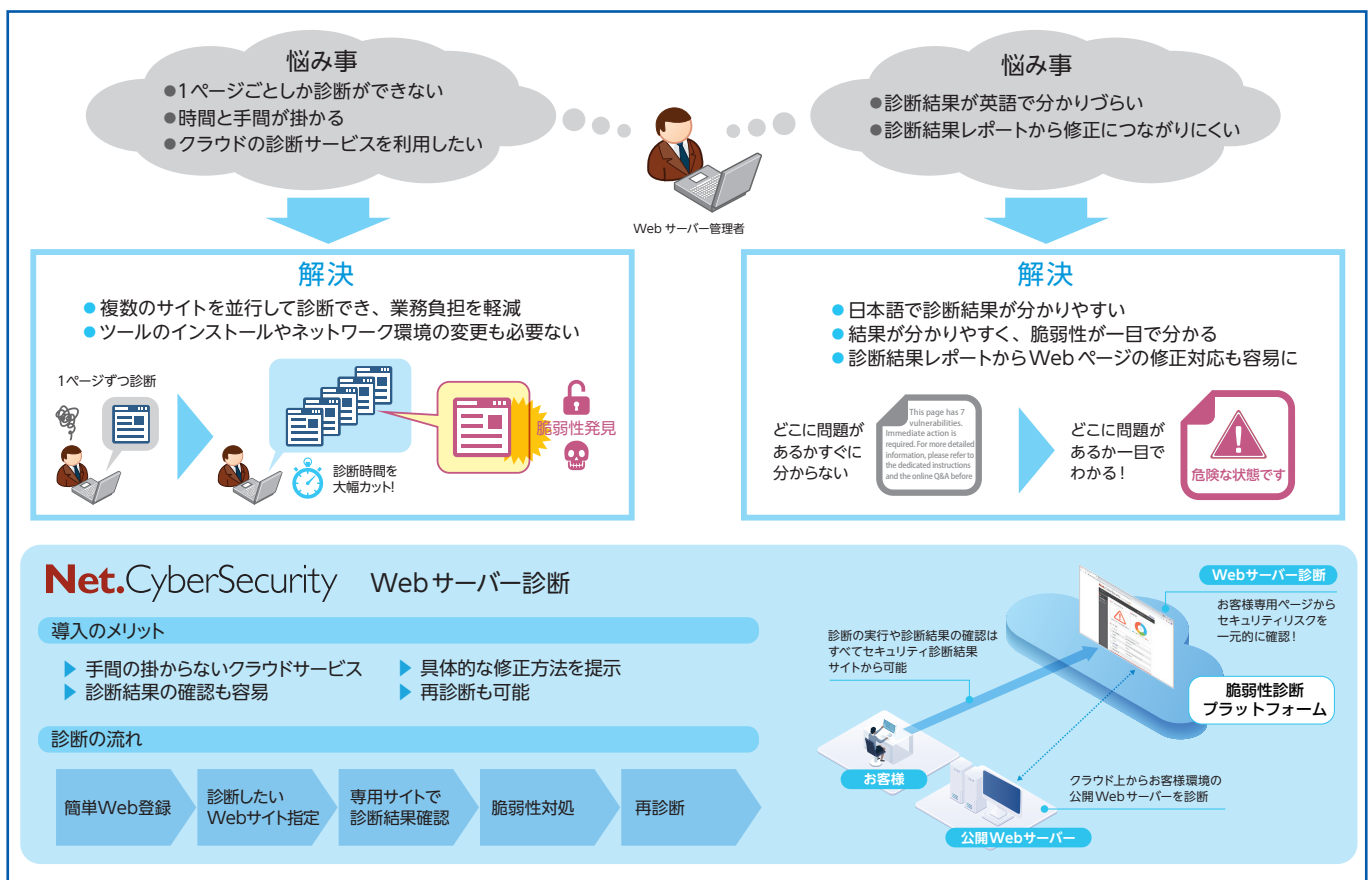 悩み事
●1ページごとしか診断ができない
●時間と手間が掛かる
●クラウドの診断サービスを利用したい
悩み事
●診断結果が英語で分かりづらい
●診断結果レポートから修正につながりにくい
Web サーバー管理者
解決
●複数のサイトを並行して診断でき、業務負担を軽減
●ツールのインストールやネットワーク環境の変更も必要ない
1ページずつ診断
診断時間を
大幅カット!
脆弱性発見
解決
●日本語で診断結果が分かりやすい
●結果が分かりやすく、脆弱性が一目で分かる
●診断結果レポートからWebページの修正対応も容易に
どこに問題が
あるかすぐに
分からない
This page has 7
vulnerabilities.
Immediate action is
required. For more detailed
information, please refer to
the dedicated instructions
and the online Q&A before
どこに問題が
あるか一目で
わかる!
危険な状態です
Net.CyberSecurity Webサーバー診断
導入のメリット
▶ 手間の掛からないクラウドサービス
▶ 診断結果の確認も容易
▶ 具体的な修正方法を提示
▶ 再診断も可能
診断の流れ
簡単Web登録
診断したい
Webサイト指定
専用サイトで
診断結果確認
脆弱性対処
再診断
Webサーバー診断
お客様専用ページから
セキュリティリスクを
一元的に確認!
診断の実行や診断結果の確認は
すべてセキュリティ診断結果
サイトから可能
脆弱性診断
プラットフォーム
お客様
クラウド上からお客様環境の
公開Webサーバーを診断
公開Webサーバー